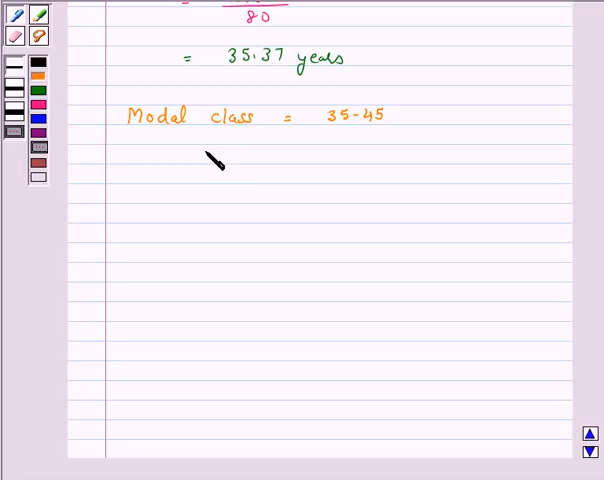 =
80
= 35.37 years
Modal class = 35-45